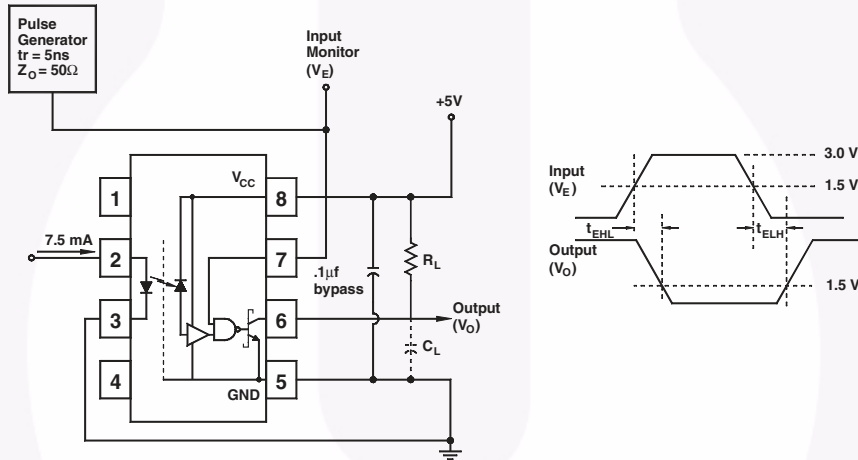 Pulse
Generator
tr = 5ns
ZO = 50Ω
Input
Monitor
(VE)
+5V
1
VCC
8
7.5 mA
2
7
.1μf
bypass
RL
3
6
Output
(VO)
CL
4
GND
5
Input
(VE)
3.0 V
1.5 V
tEHL
tELH
Output
(VO)
1.5 V